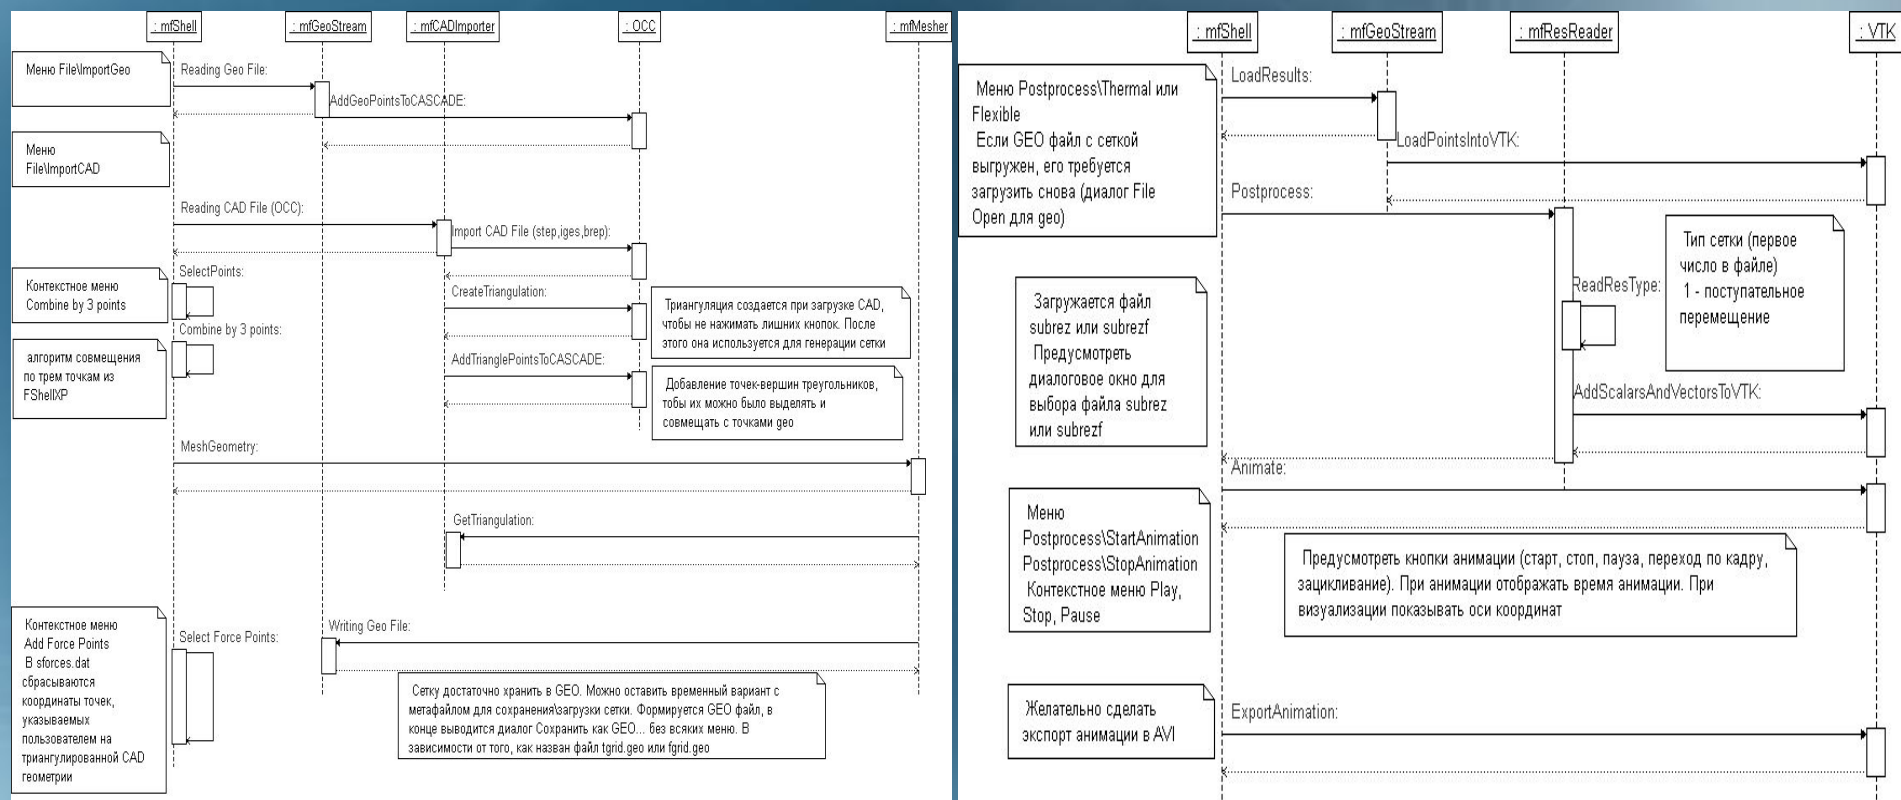 : mfShell
: mfGeoStream
: mfCADImporter
: OCC
: mfMesher
Меню File\ImportGeo
Reading Geo File:
AddGeoPointsToCASCADE:
Меню
File\ImportCAD
Reading CAD File (OCC):
Import CAD File (step,iges,brep):
Контекстное меню
Combine by 3 points
SelectPoints:
CreateTriangulation:
Триангуляция создается при загрузке CAD,
чтобы не нажимать лишних кнопок. После
этого она используется для генерации сетки
Combine by 3 points:
алгоритм совмещения
по трем точкам из
FShellXP
AddTrianglePointsToCASCADE:
Добавление точек-вершин треугольников,
тобы их можно было выделять и
совмещать с точками geo
MeshGeometry:
GetTriangulation:
Контекстное меню
Add Force Points
В sforces.dat
сбрасываются
координаты точек,
указываемых
пользователем на
триангулированной CAD
геометрии
Select Force Points:
Writing Geo File:
Сетку достаточно хранить в GEO. Можно оставить временный вариант с
метафайлом для сохранения\загрузки сетки. Формируется GEO файл, в
конце выводится диалог Сохранить как GEO... без всяких меню. В
зависимости от того, как назван файл tgrid.geo или fgrid.geo
: mfShell
: mfGeoStream
: mfResReader
: VTK
Меню Postprocess\Thermal или
Flexible
Если GEO файл с сеткой
выгружен, его требуется
загрузить снова (диалог File
Open для geo)
LoadResults:
LoadPointsIntoVTK:
Postprocess:
Тип сетки (первое
число в файле)
1 - поступательное
перемещение
ReadResType:
Загружается файл
subrez или subrezf
Предусмотреть
диалоговое окно для
выбора файла subrez
или subrezf
AddScalarsAndVectorsToVTK:
Animate:
Меню
Postprocess\StartAnimation
Postprocess\StopAnimation
Контекстное меню Play,
Stop, Pause
Предусмотреть кнопки анимации (старт, стоп, пауза, переход по кадру,
зацикливание). При анимации отображать время анимации. При
визуализации показывать оси координат
Желательно сделать
экспорт анимации в AVI
ExportAnimation: